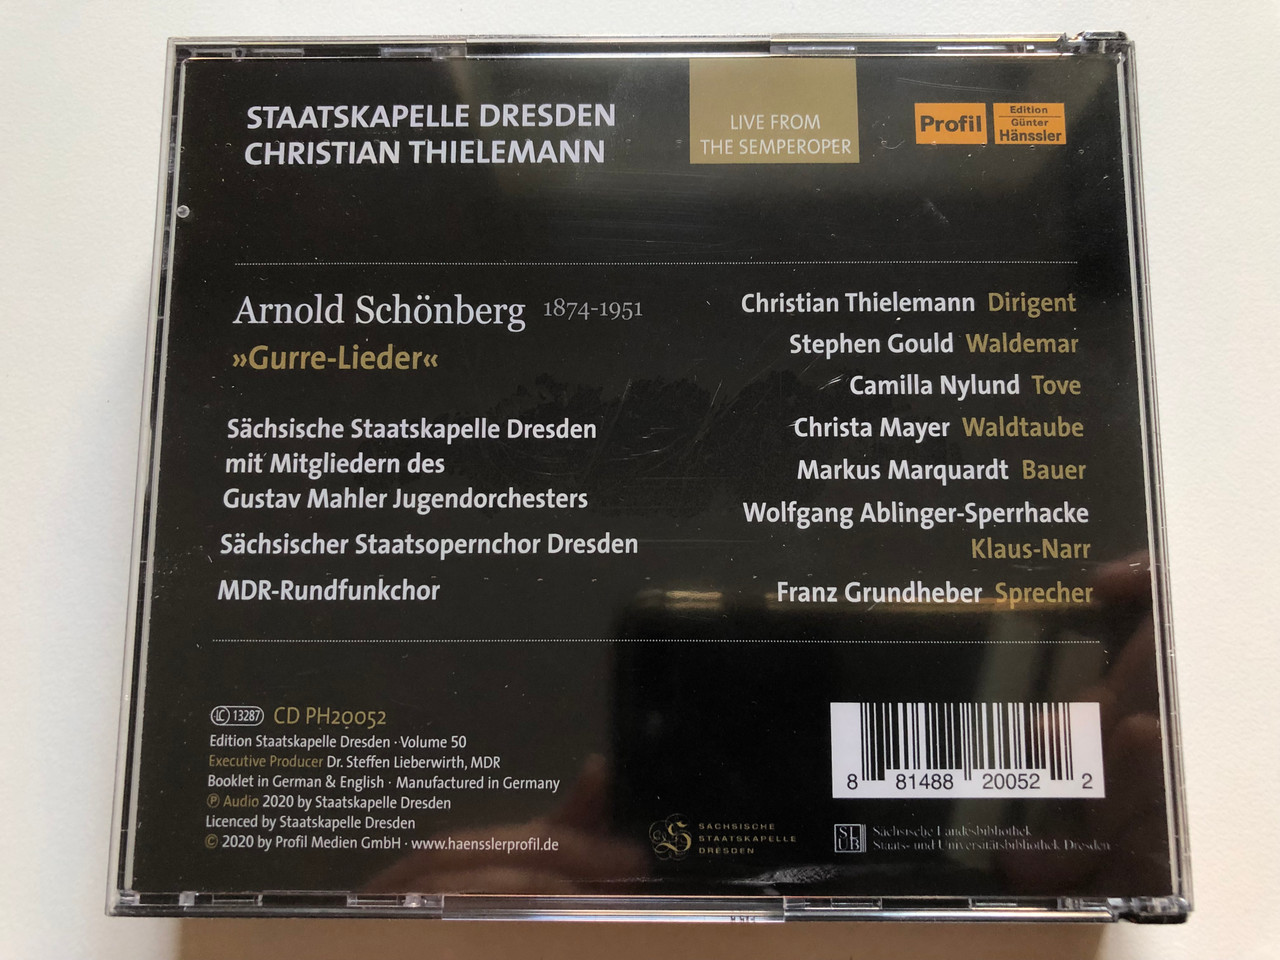 STAATSKAPELLE DRESDEN
CHRISTIAN THIELEMANN
LIVE FROM
THE SEMPEROPER
Profil
Edition
Günter
Hänssler
Arnold Schönberg 1874-1951
»Gurre-Lieder«
Sächsische Staatskapelle Dresden
mit Mitgliedern des
Gustav Mahler Jugendorchesters
Sächsischer Staatsopernchor Dresden
MDR-Rundfunkchor
Christian Thielemann Dirigent
Stephen Gould Waldemar
Camilla Nylund Tove
Christa Mayer Waldtaube
Markus Marquardt Bauer
Wolfgang Ablinger-Sperrhacke
Klaus-Narr
Franz Grundheber Sprecher
LC 13287 CD PH20052
Edition Staatskapelle Dresden · Volume 50
Executive Producer Dr. Steffen Lieberwirth, MDR
Booklet in German & English · Manufactured in Germany
℗ Audio 2020 by Staatskapelle Dresden
Licenced by Staatskapelle Dresden
© 2020 by Profil Medien GmbH · www.haensslerprofil.de
8 81488 20052 2
SÄCHSISCHE
STAATSKAPELLE
DRESDEN
SLUB
Sächsische Landesbibliothek
Staats- und Universitätsbibliothek Dresden